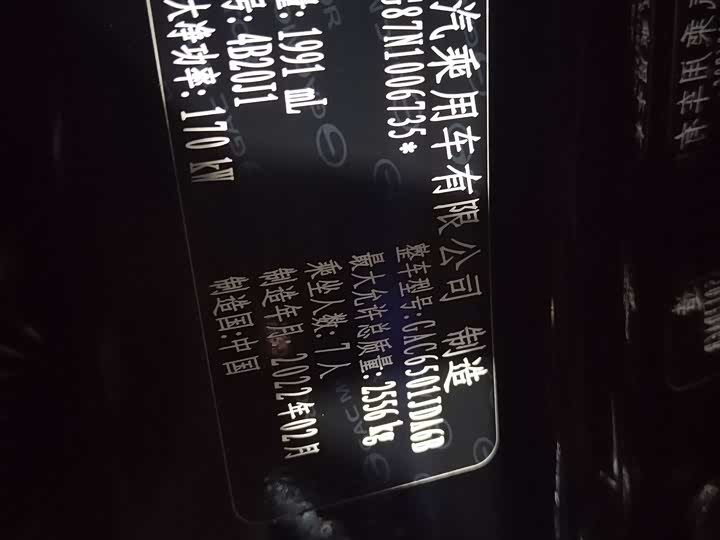 汽乘用车有限公司 制造
G87N1006735*
整车型号:GAC6501JDA6B
量: 1991 mL
最大允许总质量: 2556 kg
号: 4B20J1
乘坐人数: 7人
大净功率: 170 kW
制造年月: 2022年02月
制造国:中国